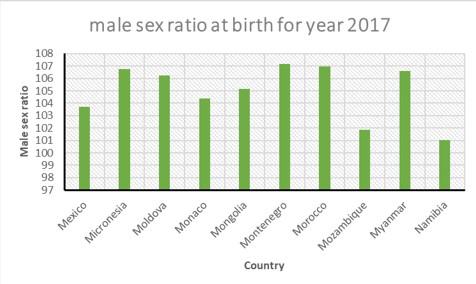 male sex ratio at birth for year 2017
108
107
106
105
104
103
102
101
100
99
98
97
Male sex ratio
Mexico
Micronesia
Moldova
Monaco
Mongolia
Montenegro
Morocco
Mozambique
Myanmar
Namibia
Country